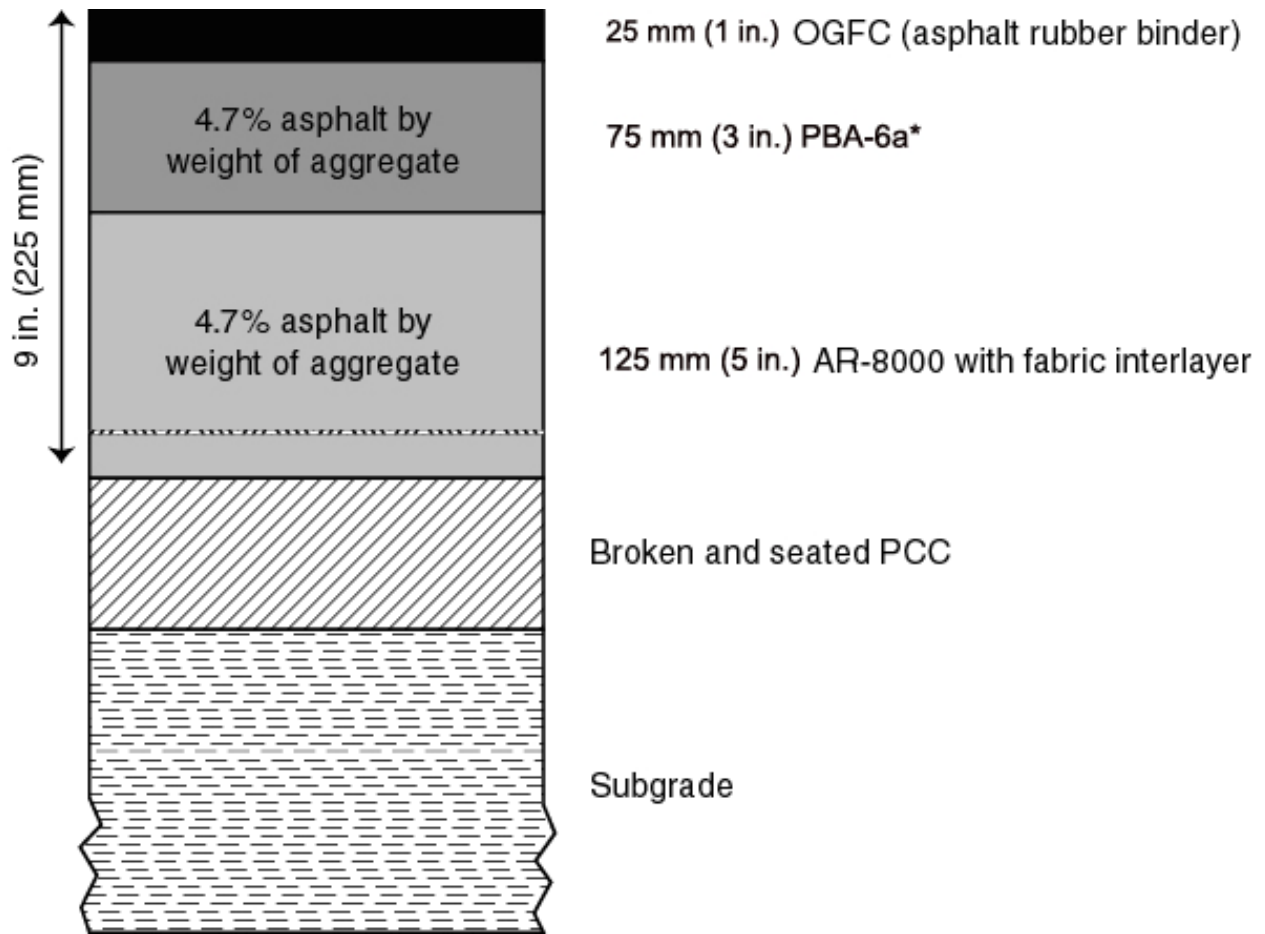 25 mm (1 in.) OGFC (asphalt rubber binder)
4.7% asphalt by
weight of aggregate
75 mm (3 in.) PBA-6a*
9 in. (225 mm)
4.7% asphalt by
weight of aggregate
125 mm (5 in.) AR-8000 with fabric interlayer
Broken and seated PCC
Subgrade